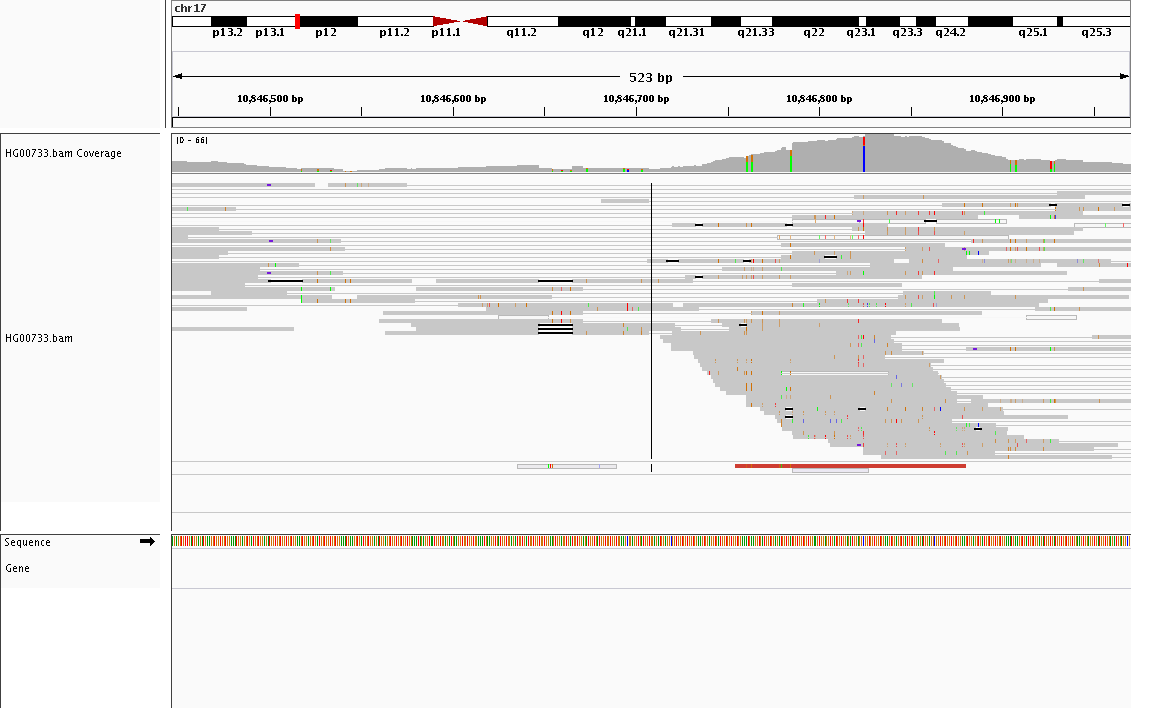 chr17
p13.2 p13.1 p12 p11.2 p11.1 q11.2 q12 q21.1 q21.31 q21.33 q22 q23.1 q23.3 q24.2 q25.1 q25.3
523 bp
10,846,500 bp 10,846,600 bp 10,846,700 bp 10,846,800 bp 10,846,900 bp
HG00733.bam Coverage
[0 - 66]
HG00733.bam
Sequence
Gene